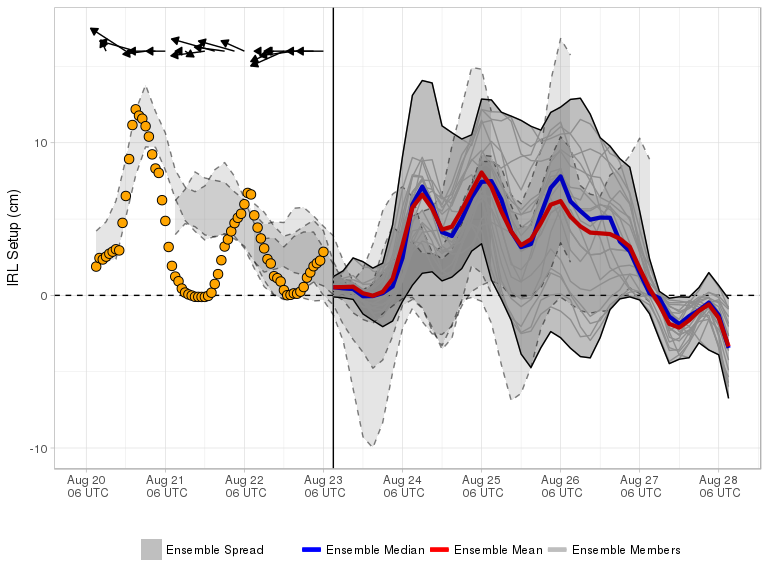 IRL Setup (cm)
10
0
-10
Aug 20 06 UTC
Aug 21 06 UTC
Aug 22 06 UTC
Aug 23 06 UTC
Aug 24 06 UTC
Aug 25 06 UTC
Aug 26 06 UTC
Aug 27 06 UTC
Aug 28 06 UTC
Ensemble Spread
Ensemble Median
Ensemble Mean
Ensemble Members